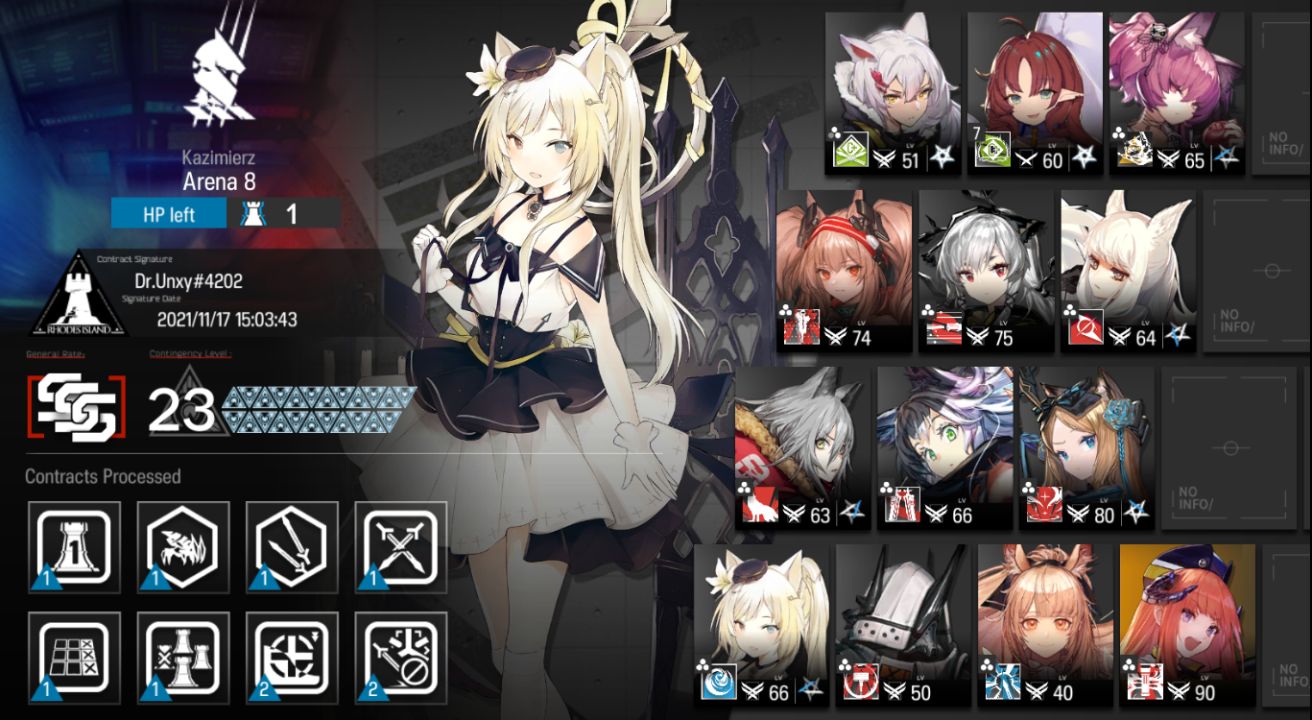 Kazimierz
Arena 8
HP left 1
Contract Signature
Dr.Unxy#4202
Signature Date
2021/11/17 15:03:43
RHODES ISLAND
General Rate:
Contingency Level:
SSS
23
Contracts Processed
1
1
1
1
1
1
1
2
2
LV 51
7
LV 60
LV 65
NO INFO/
LV 74
LV 75
LV 64
NO INFO/
LV 63
LV 66
LV 80
NO INFO/
LV 66
LV 50
LV 40
LV 90
NO INFO